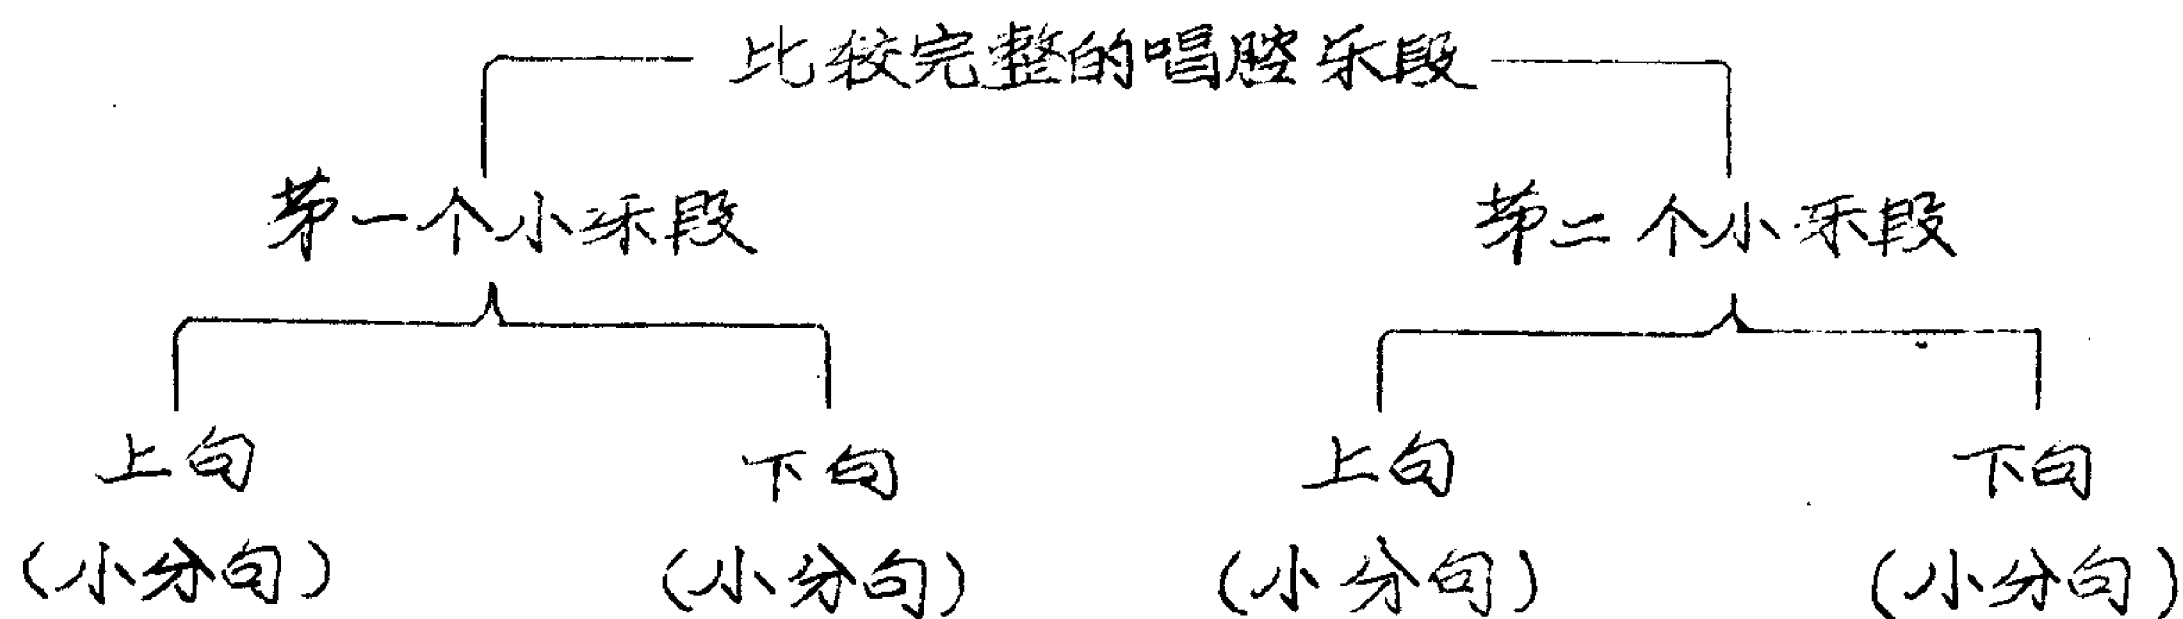 比较完整的唱腔乐段
第一个小乐段 第二个小乐段
上句 下句 上句 下句
(小分句) (小分句) (小分句) (小分句)